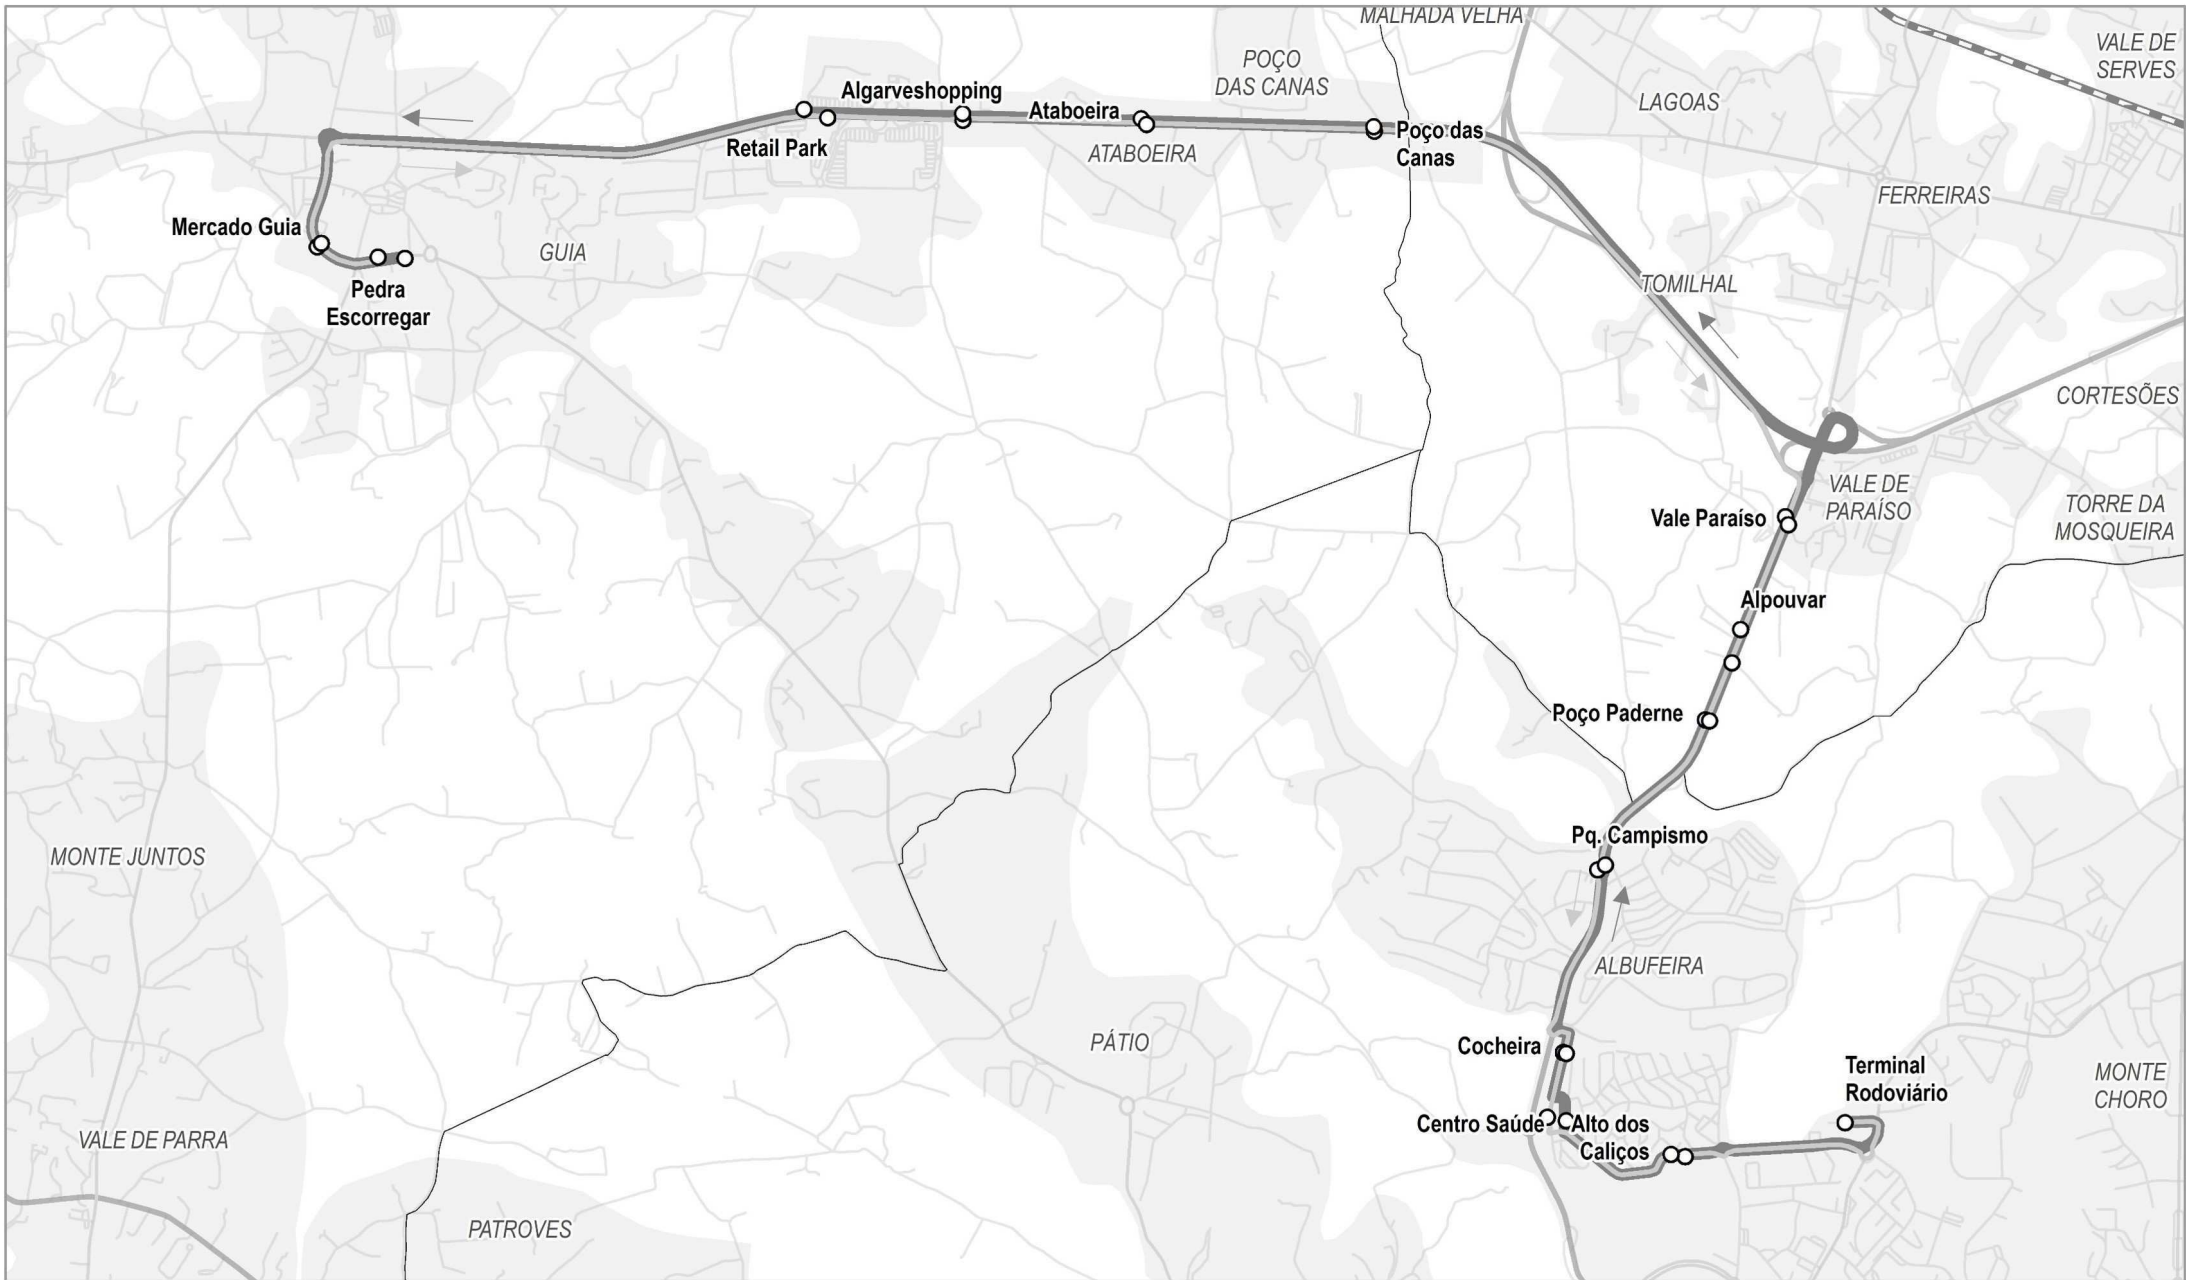 MALHADA VELHA
VALE DE
SERVES
POÇO
DAS CANAS
Algarveshopping
LAGOAS
Ataboeira
Poço das
Canas
Retail Park
ATABOEIRA
FERREIRAS
Mercado Guia
GUIA
Pedra
Escorregar
TOMILHAL
CORTESÕES
VALE DE
PARAÍSO
Vale Paraíso
TORRE DA
MOSQUEIRA
Alpouvar
Poço Paderne
Pq. Campismo
MONTE JUNTOS
ALBUFEIRA
PÁTIO
Cocheira
Terminal
Rodoviário
MONTE
CHORO
Centro Saúde
Alto dos
Caliços
VALE DE PARRA
PATROVES